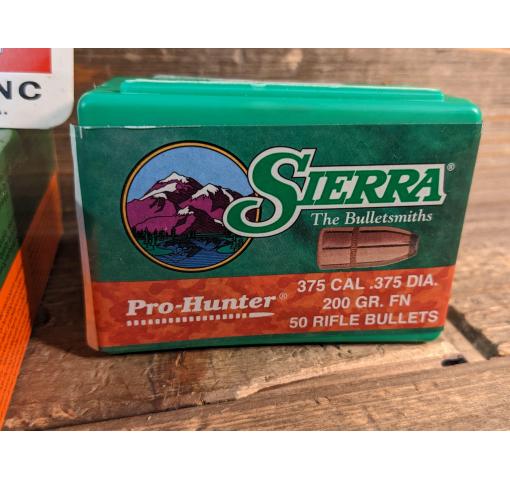 NC
SIERRA®
The Bulletsmiths
Pro-Hunter®
375 CAL .375 DIA.
200 GR. FN
50 RIFLE BULLETS